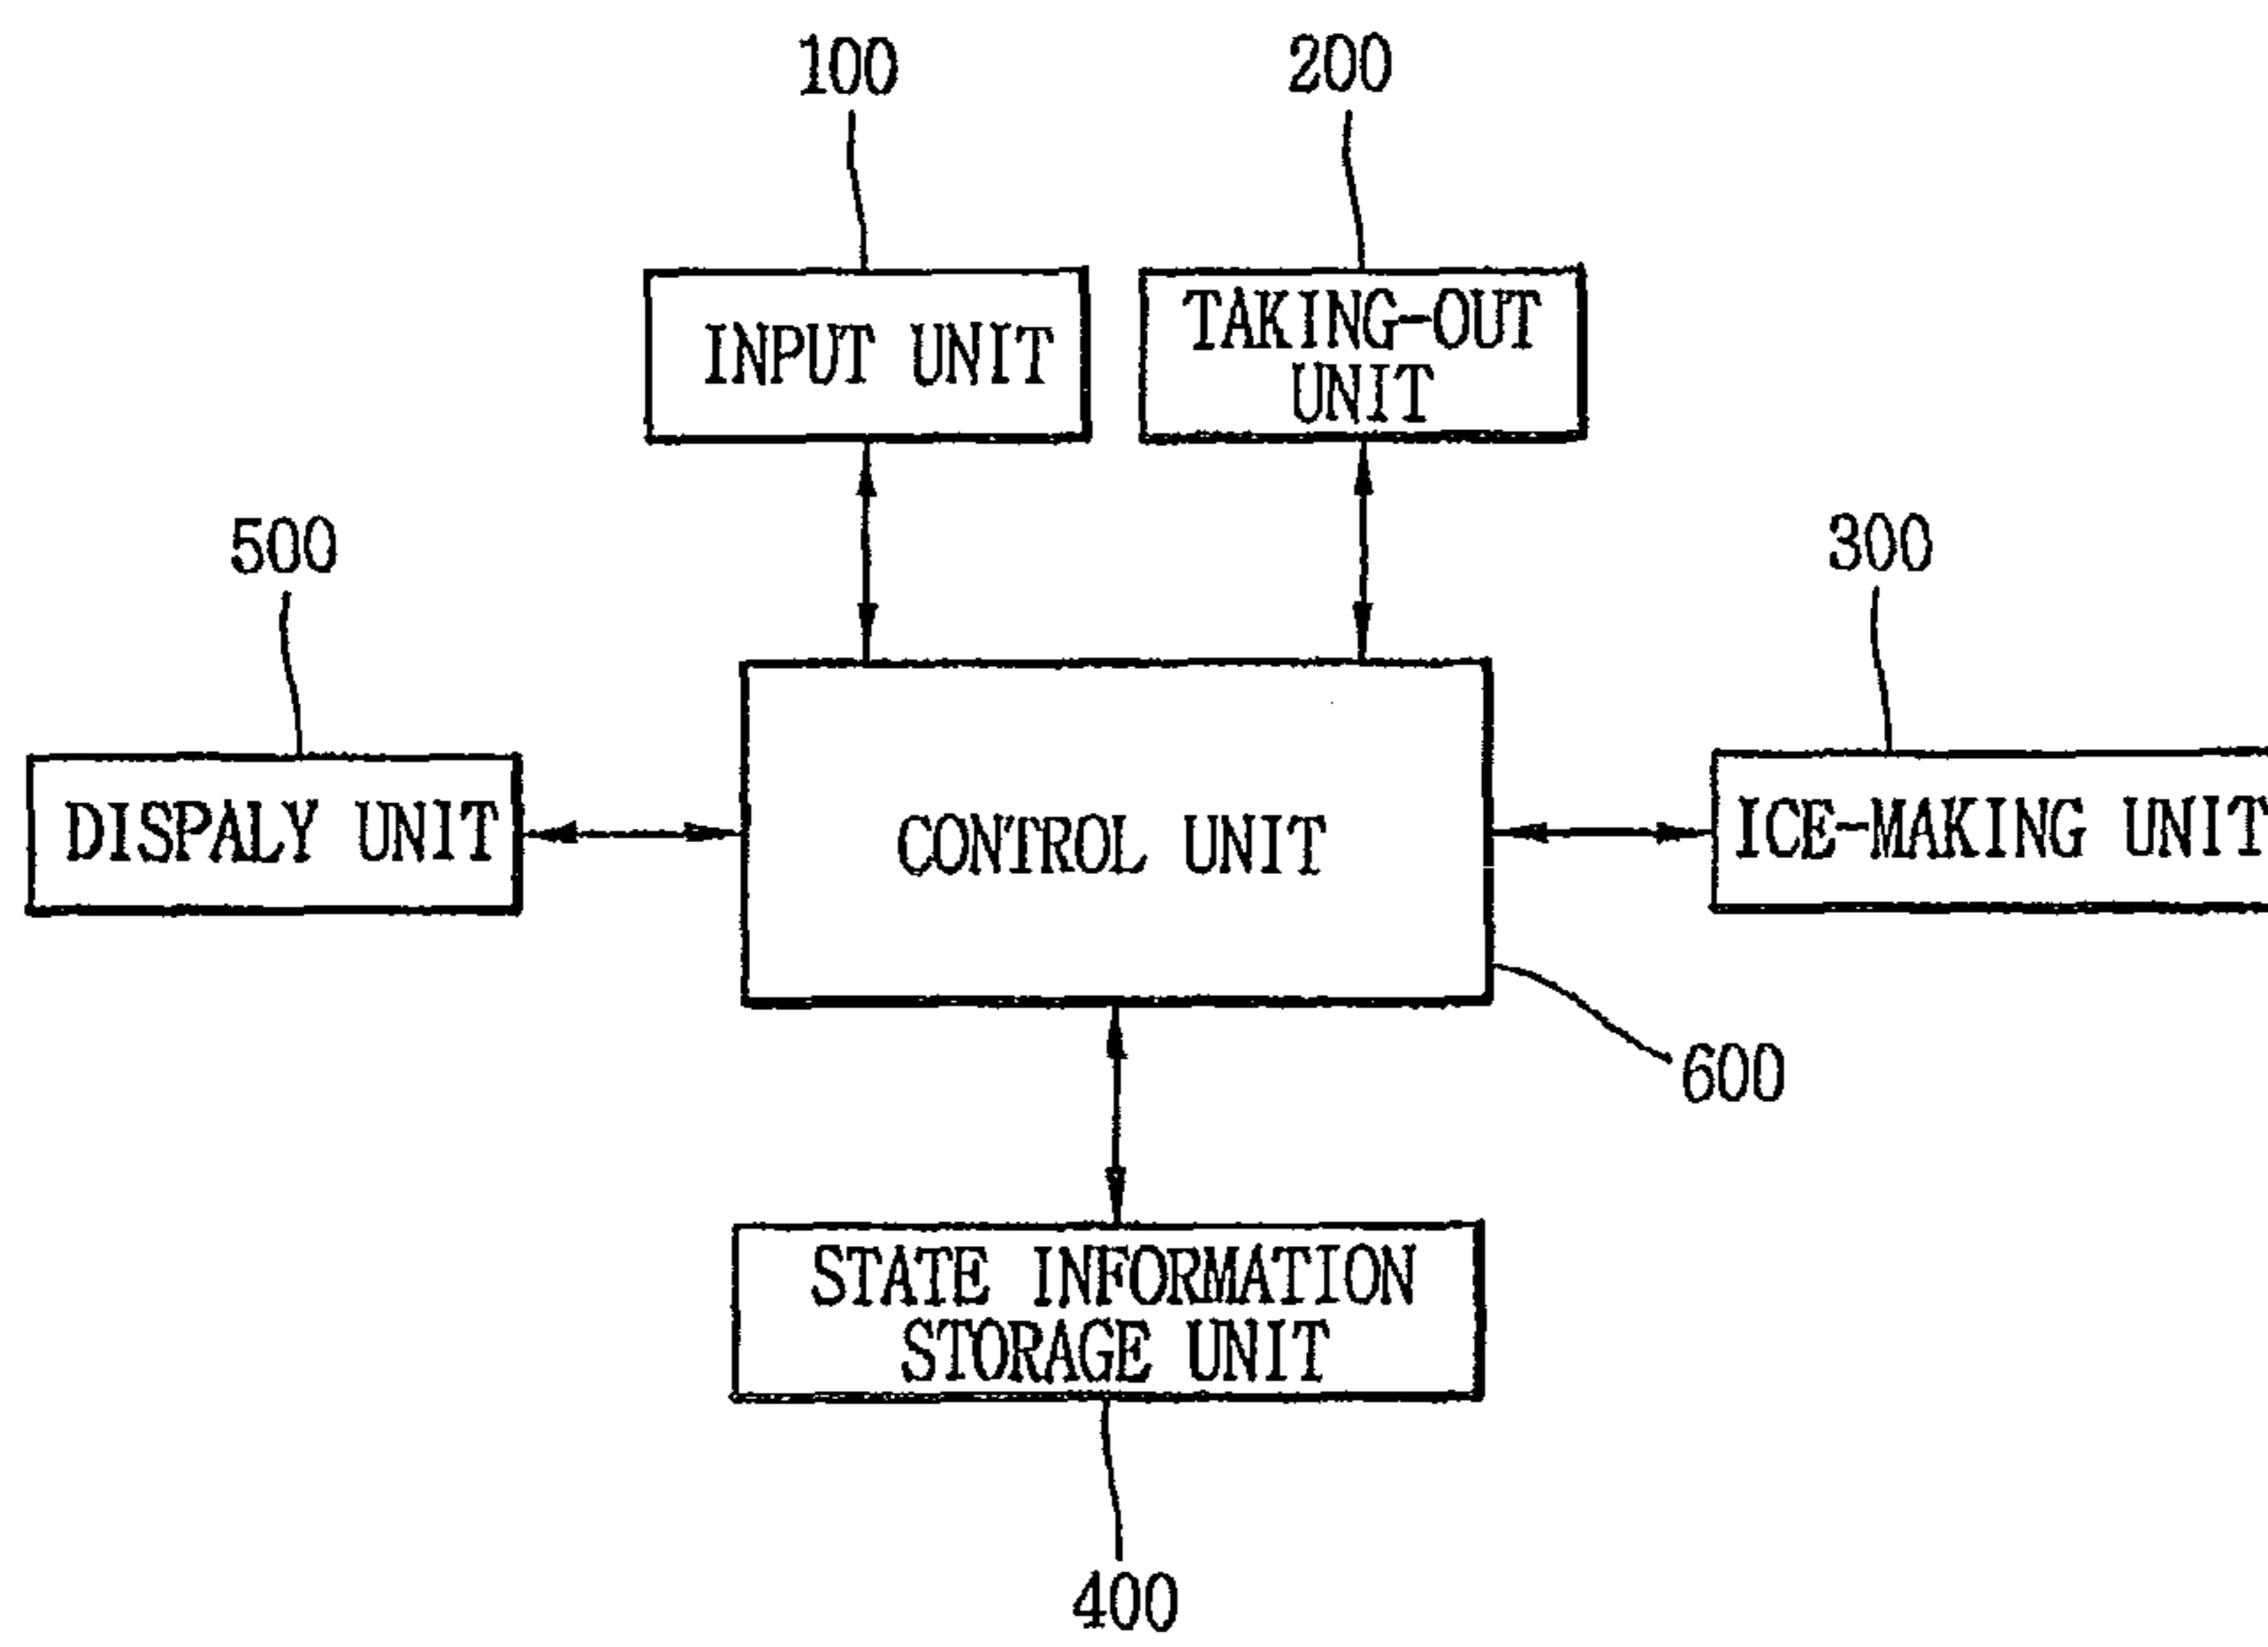 100
200
INPUT UNIT
TAKING-OUT
UNIT
500
300
DISPALY UNIT
CONTROL UNIT
ICE-MAKING UNIT
600
STATE INFORMATION
STORAGE UNIT
400